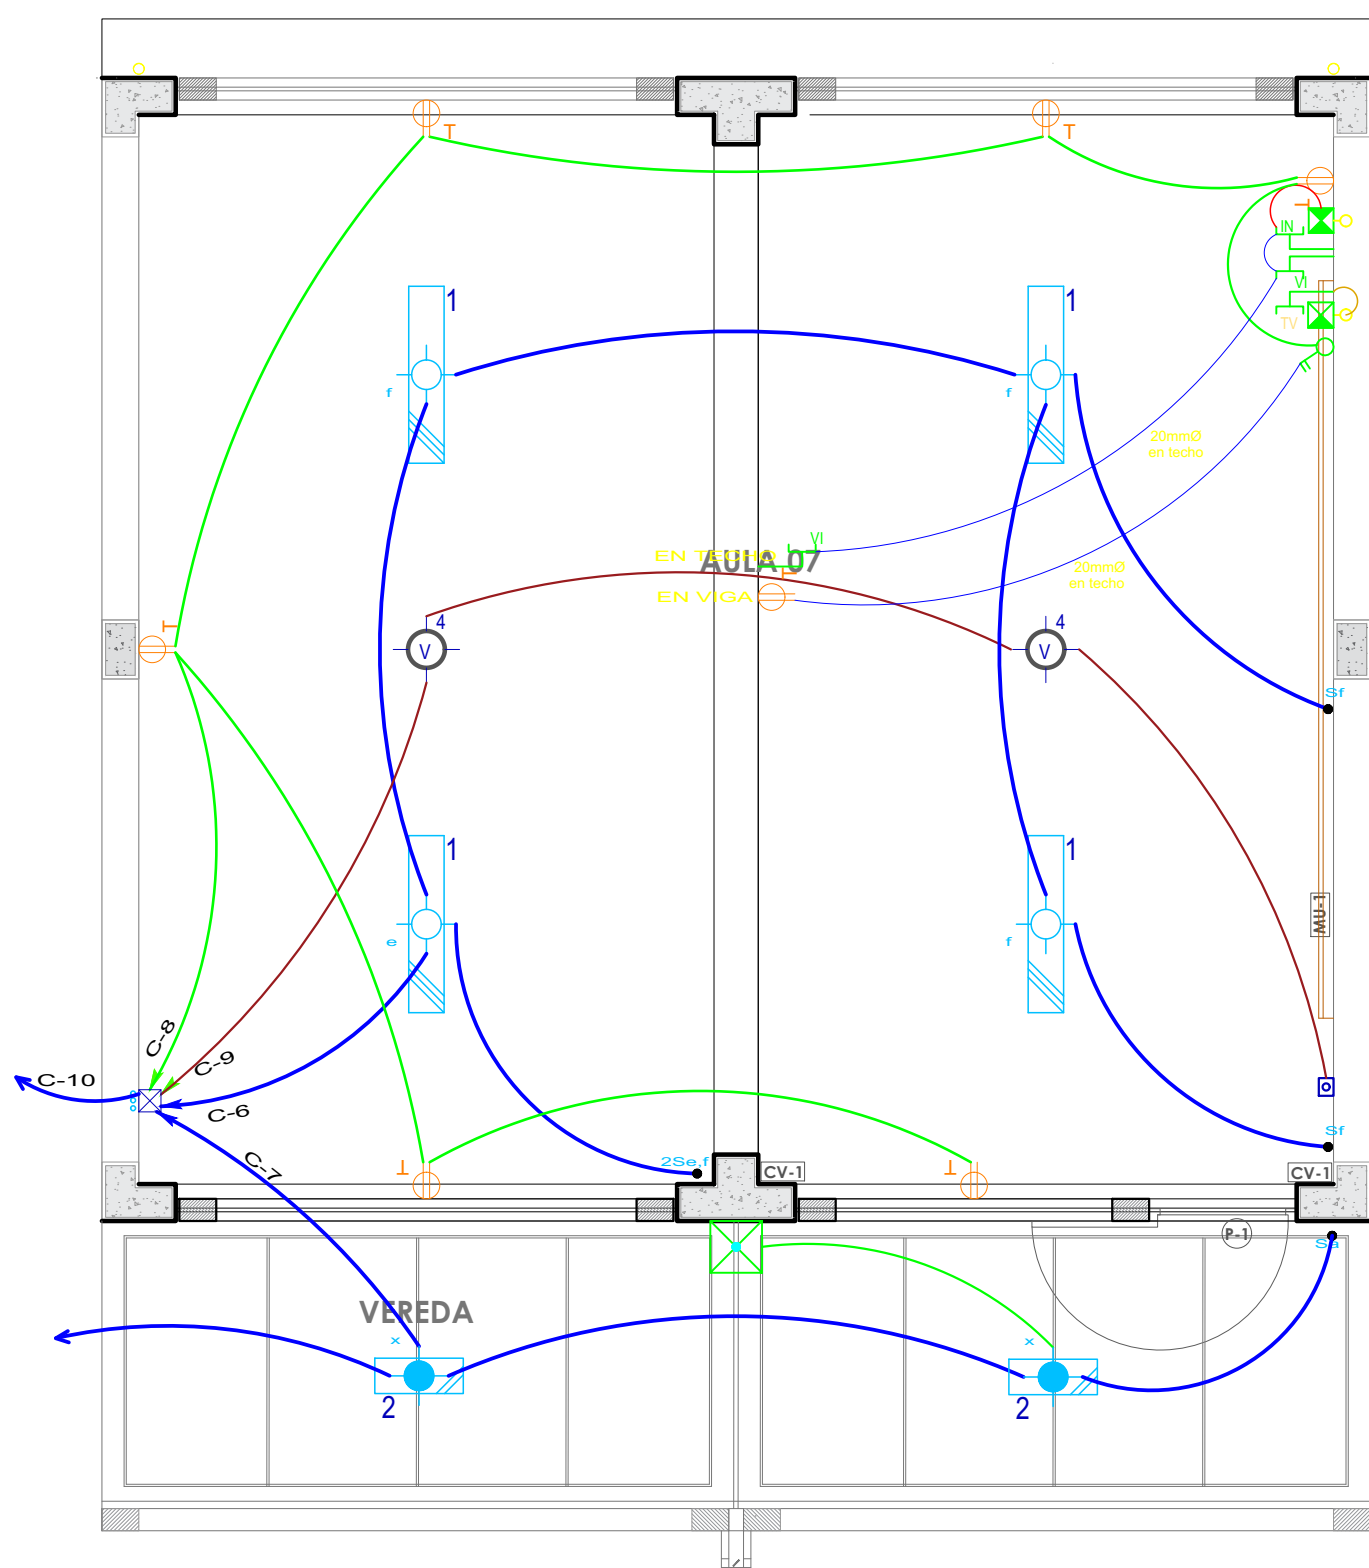 T
T
T
IN
VI
TV
1
1
f
f
20mmØ
en techo
VI
EN TECHO
AULA 07
T
20mmØ
en techo
EN VIGA
T
4
4
V
V
Sf
1
1
MU-1
e
f
C-8
C-9
C-10
C-6
C-7
Sf
2Se,f
T
CV-1
T
CV-1
P-1
Sa
VEREDA
x
x
2
2